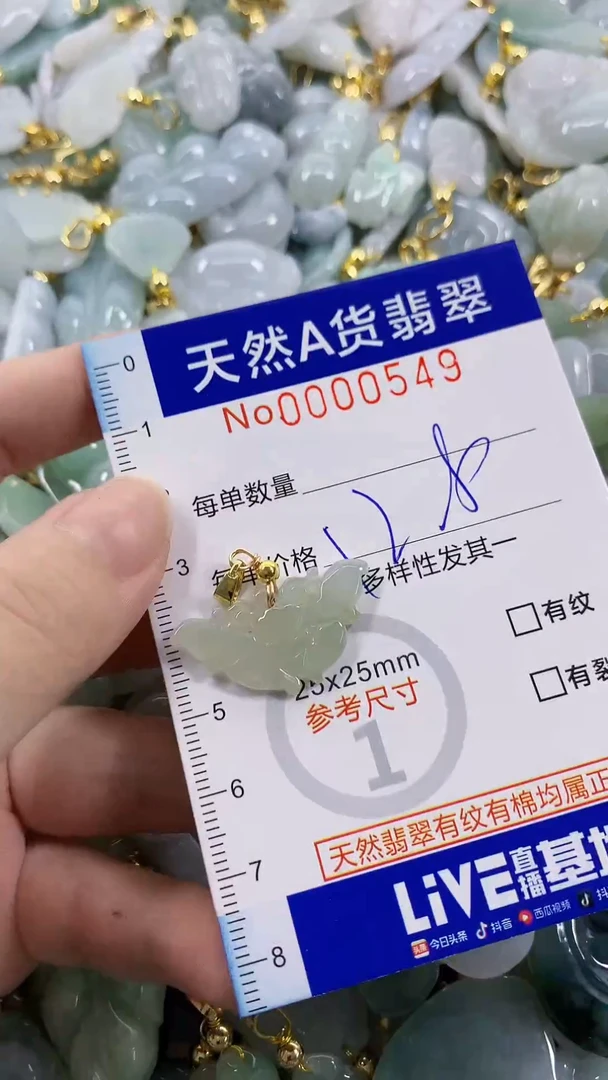 天然A货翡翠
No0000549
每单数量
128
每单价格
多样性发其一
有纹
25x25mm
参考尺寸
有裂
1
天然翡翠有纹有棉均属正
LiVE直播基地
今日头条 抖音 西瓜视频 抖
0
1
3
5
6
7
8